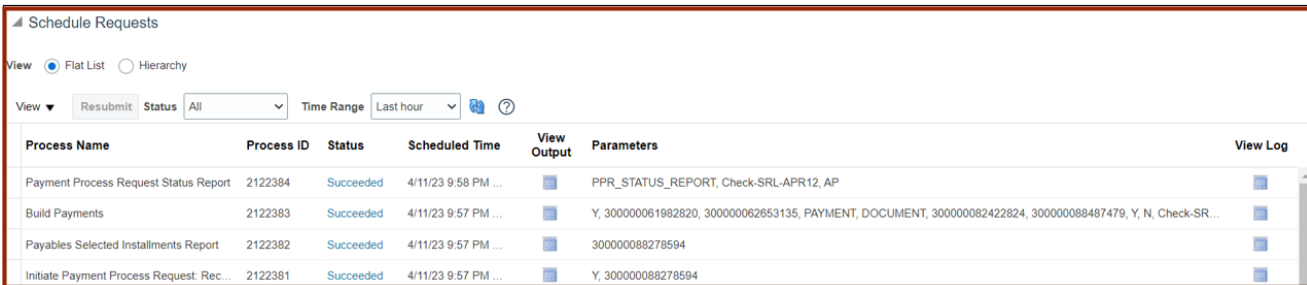 Schedule Requests
View Flat List Hierarchy
View Resubmit Status All Time Range Last hour
Process Name Process ID Status Scheduled Time View Output Parameters View Log
Payment Process Request Status Report 2122384 Succeeded 4/11/23 9:58 PM ... PPR_STATUS_REPORT, Check-SRL-APR12, AP
Build Payments 2122383 Succeeded 4/11/23 9:57 PM ... Y, 300000061982820, 300000062653135, PAYMENT, DOCUMENT, 300000082422824, 300000088487479, Y, N, Check-SR...
Payables Selected Installments Report 2122382 Succeeded 4/11/23 9:57 PM ... 300000088278594
Initiate Payment Process Request: Rec... 2122381 Succeeded 4/11/23 9:57 PM ... Y, 300000088278594